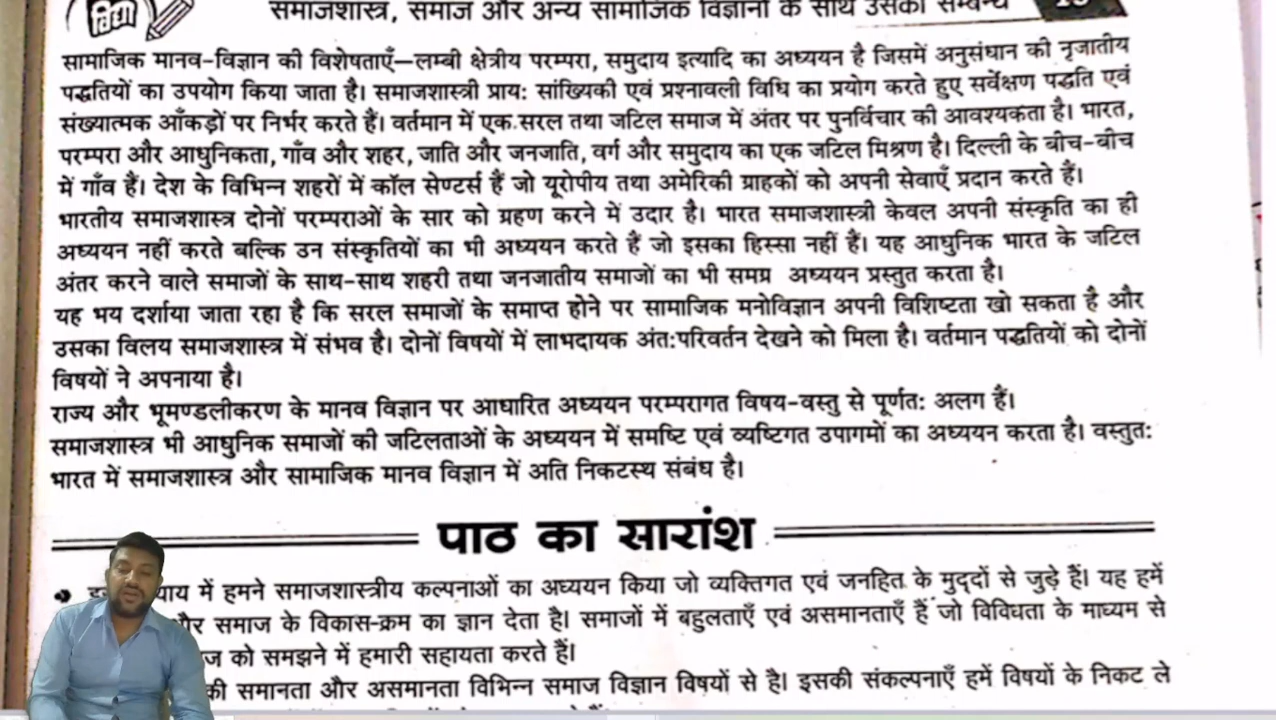 विद्या
समाजशास्त्र, समाज और अन्य सामाजिक विज्ञानों के साथ उसका सम्बन्ध
सामाजिक मानव-विज्ञान की विशेषताएँ—लम्बी क्षेत्रीय परम्परा, समुदाय इत्यादि का अध्ययन है जिसमें अनुसंधान की नृजातीय
पद्धतियों का उपयोग किया जाता है। समाजशास्त्री प्राय: सांख्यिकी एवं प्रश्नावली विधि का प्रयोग करते हुए सर्वेक्षण पद्धति एवं
संख्यात्मक आँकड़ों पर निर्भर करते हैं। वर्तमान में एक सरल तथा जटिल समाज में अंतर पर पुनर्विचार की आवश्यकता है। भारत,
परम्परा और आधुनिकता, गाँव और शहर, जाति और जनजाति, वर्ग और समुदाय का एक जटिल मिश्रण है। दिल्ली के बीच-बीच
में गाँव हैं। देश के विभिन्न शहरों में कॉल सेण्टर्स हैं जो यूरोपीय तथा अमेरिकी ग्राहकों को अपनी सेवाएँ प्रदान करते हैं।
भारतीय समाजशास्त्र दोनों परम्पराओं के सार को ग्रहण करने में उदार है। भारत समाजशास्त्री केवल अपनी संस्कृति का ही
अध्ययन नहीं करते बल्कि उन संस्कृतियों का भी अध्ययन करते हैं जो इसका हिस्सा नहीं हैं। यह आधुनिक भारत के जटिल
अंतर करने वाले समाजों के साथ-साथ शहरी तथा जनजातीय समाजों का भी समग्र अध्ययन प्रस्तुत करता है।
यह भय दर्शाया जाता रहा है कि सरल समाजों के समाप्त होने पर सामाजिक मनोविज्ञान अपनी विशिष्टता खो सकता है और
उसका विलय समाजशास्त्र में संभव है। दोनों विषयों में लाभदायक अंत:परिवर्तन देखने को मिला है। वर्तमान पद्धतियों को दोनों
विषयों ने अपनाया है।
राज्य और भूमण्डलीकरण के मानव विज्ञान पर आधारित अध्ययन परम्परागत विषय-वस्तु से पूर्णत: अलग हैं।
समाजशास्त्र भी आधुनिक समाजों की जटिलताओं के अध्ययन में समष्टि एवं व्यष्टिगत उपागमों का अध्ययन करता है। वस्तुत:
भारत में समाजशास्त्र और सामाजिक मानव विज्ञान में अति निकटस्थ संबंध है।
पाठ का सारांश
में हमने समाजशास्त्रीय कल्पनाओं का अध्ययन किया जो व्यक्तिगत एवं जनहित के मुद्दों से जुड़े हैं। यह हमें
और समाज के विकास-क्रम का ज्ञान देता है। समाजों में बहुलताएँ एवं असमानताएँ हैं जो विविधता के माध्यम से
को समझने में हमारी सहायता करते हैं।
की समानता और असमानता विभिन्न समाज विज्ञान विषयों से है। इसकी संकल्पनाएँ हमें विषयों के निकट ले